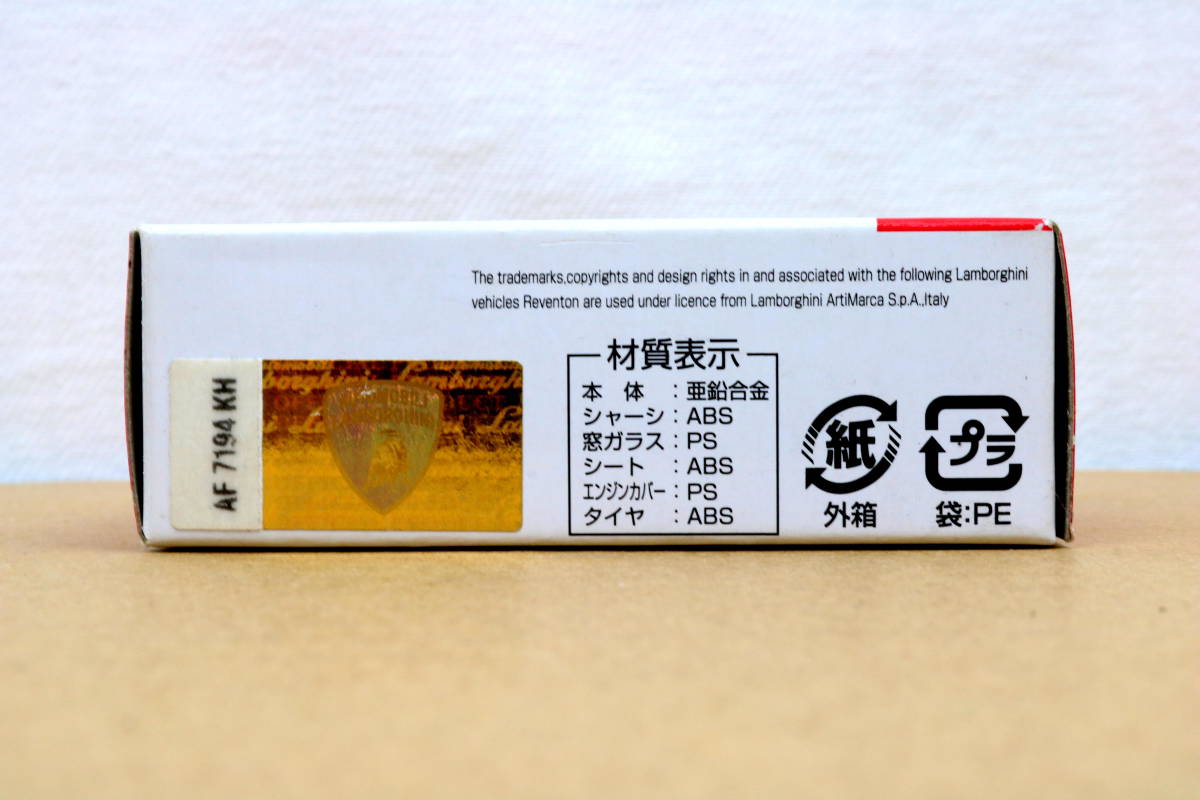 The trademarks,copyrights and design rights in and associated with the following Lamborghini
vehicles Reventon are used under licence from Lamborghini ArtiMarca S.p.A.,Italy
AF 7194 KH
材質表示
本体：亜鉛合金
シャーシ：ABS
窓ガラス：PS
シート：ABS
エンジンカバー：PS
タイヤ：ABS
紙
外箱
プラ
袋：PE